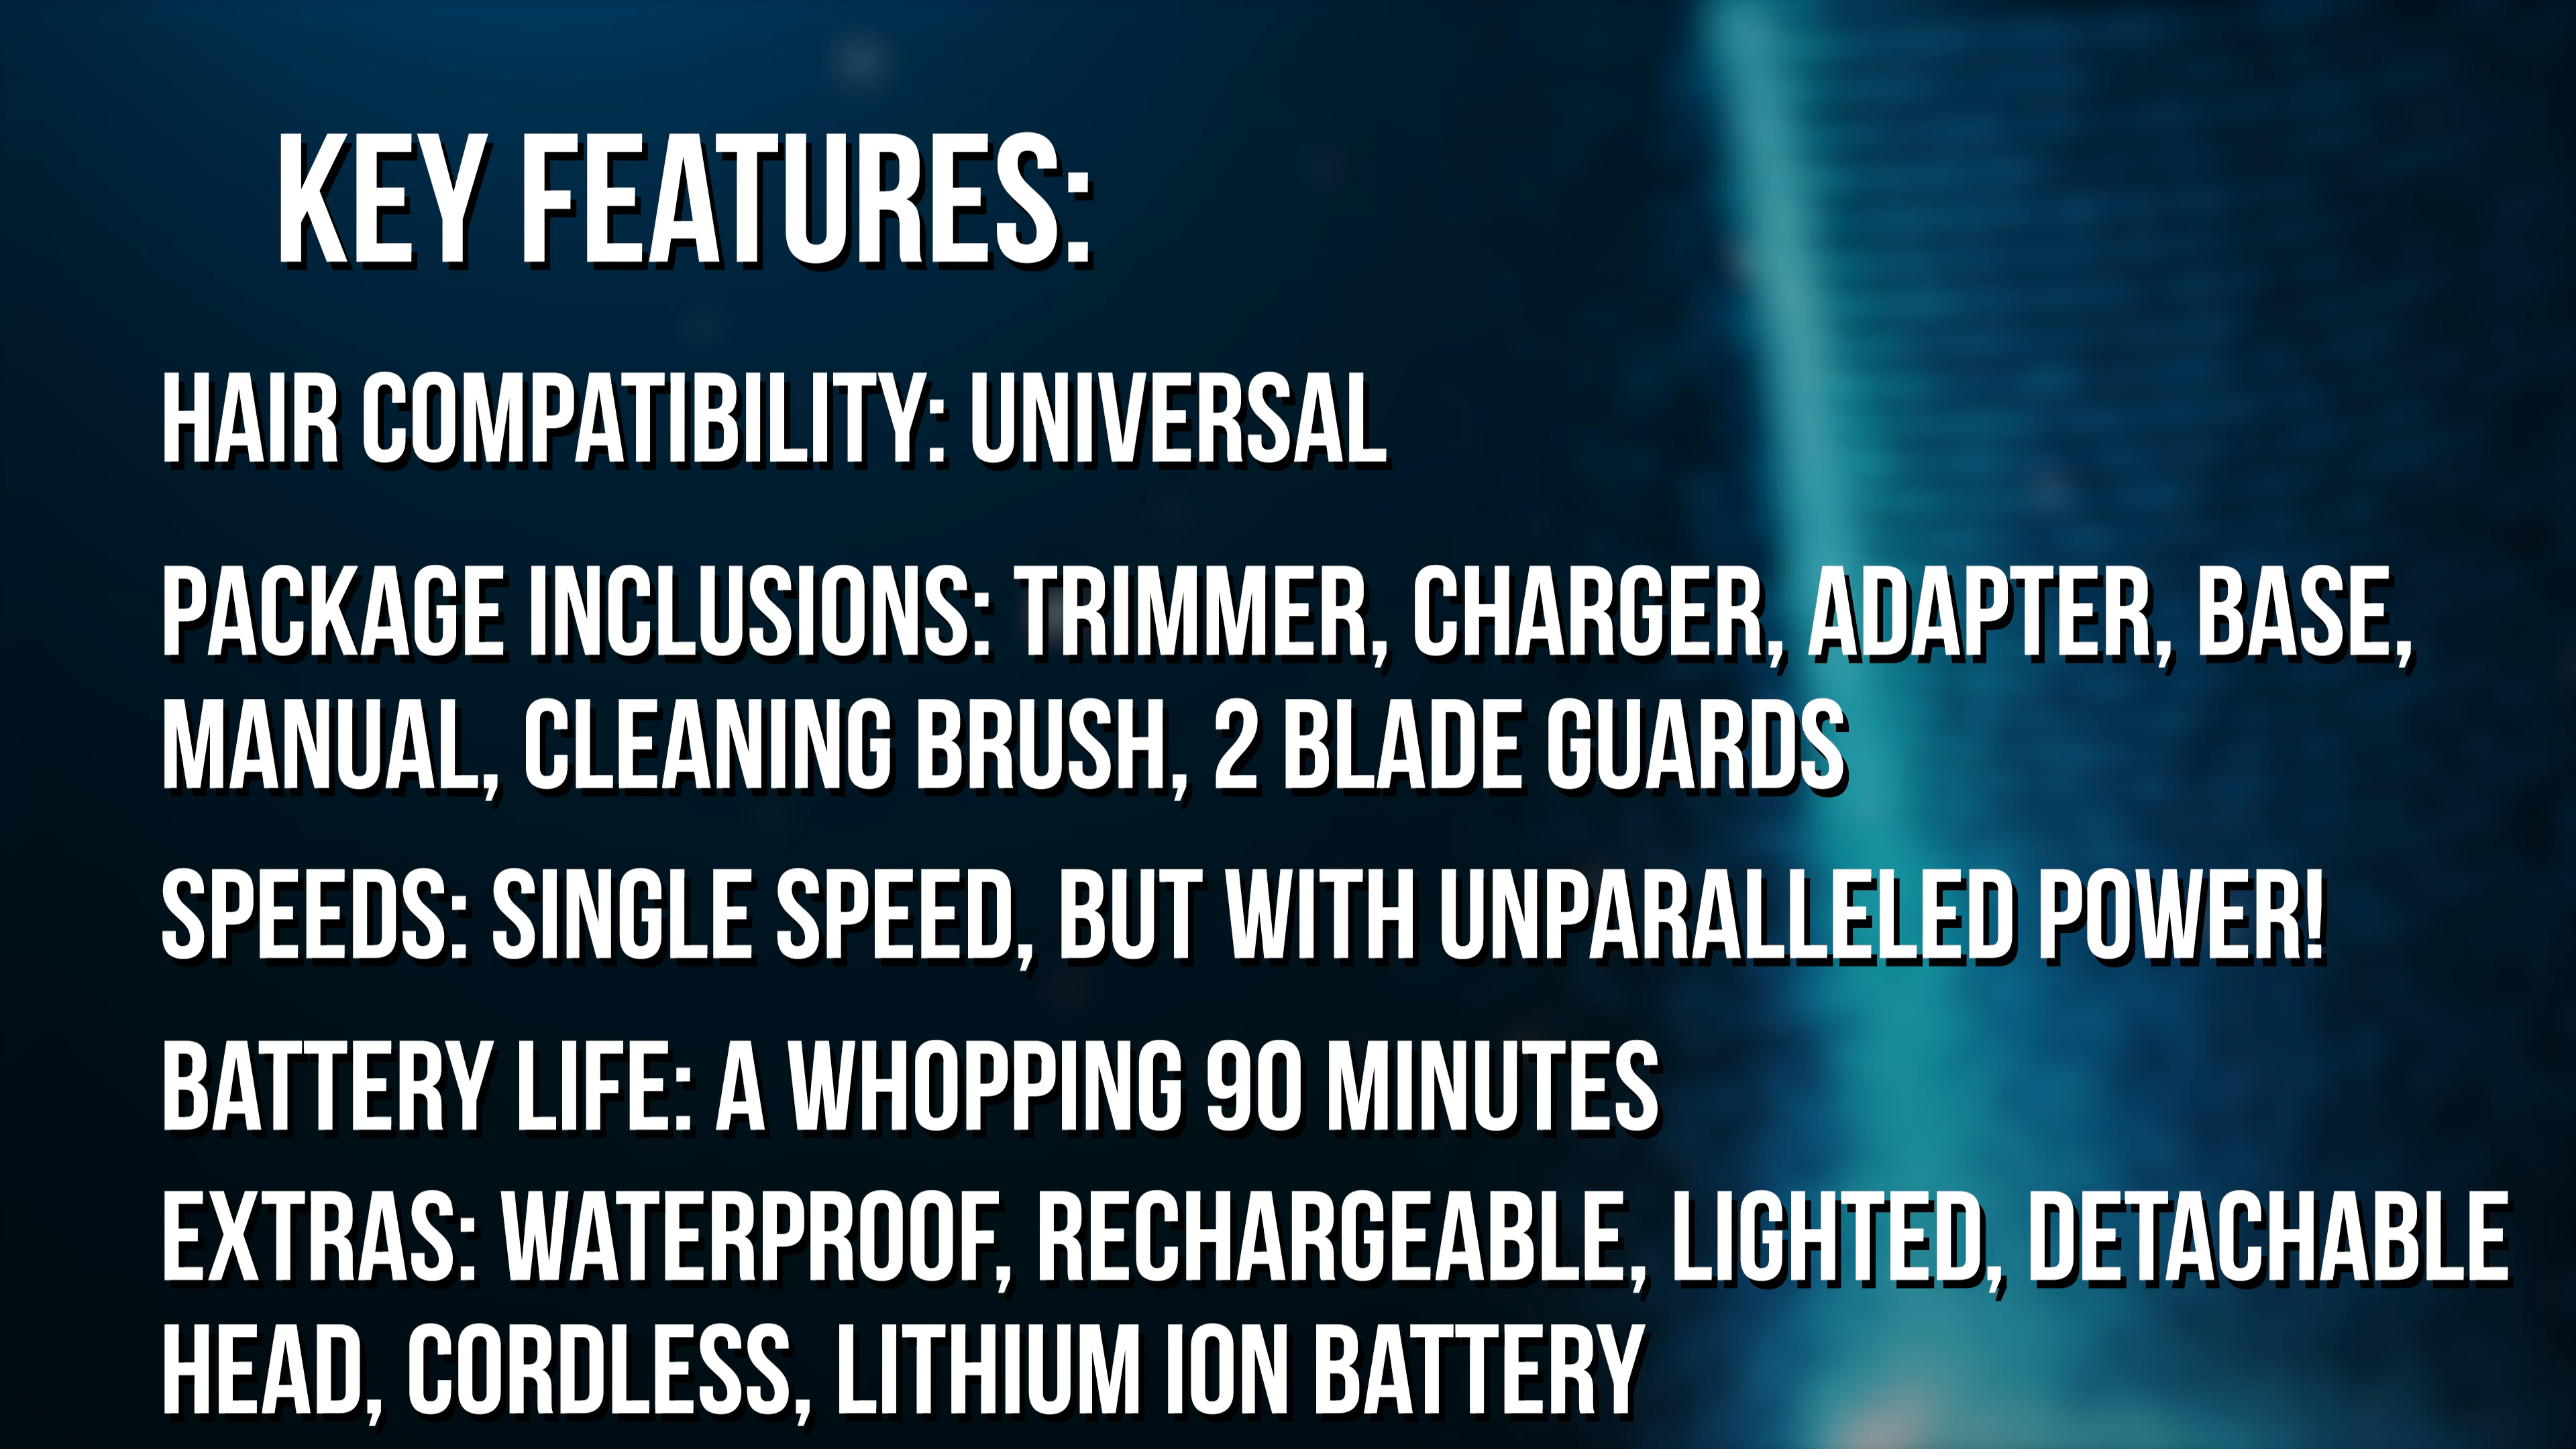 KEY FEATURES:
HAIR COMPATIBILITY: UNIVERSAL
PACKAGE INCLUSIONS: TRIMMER, CHARGER, ADAPTER, BASE,
MANUAL, CLEANING BRUSH, 2 BLADE GUARDS
SPEEDS: SINGLE SPEED, BUT WITH UNPARALLELED POWER!
BATTERY LIFE: A WHOPPING 90 MINUTES
EXTRAS: WATERPROOF, RECHARGEABLE, LIGHTED, DETACHABLE
HEAD, CORDLESS, LITHIUM ION BATTERY